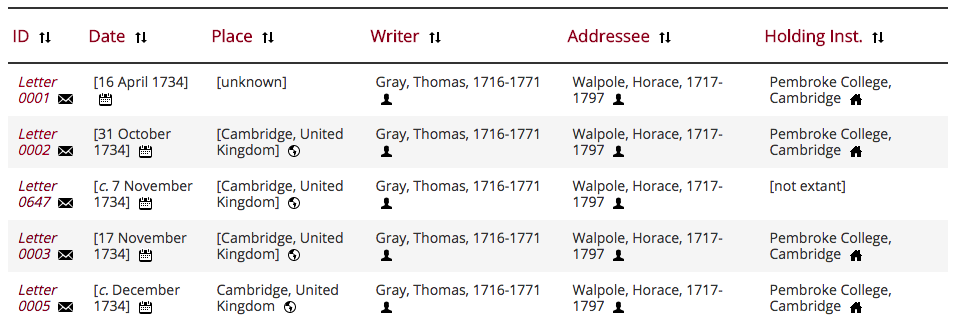 ID Date Place Writer Addressee Holding Inst.
Letter [16 April 1734] [unknown] Gray, Thomas, 1716-1771 Walpole, Horace, 1717- Pembroke College,
0001 1797 Cambridge
Letter [31 October [Cambridge, United Gray, Thomas, 1716-1771 Walpole, Horace, 1717- Pembroke College,
0002 1734] Kingdom] 1797 Cambridge
Letter [c. 7 November [Cambridge, United Gray, Thomas, 1716-1771 Walpole, Horace, 1717- [not extant]
0647 1734] Kingdom] 1797
Letter [17 November [Cambridge, United Gray, Thomas, 1716-1771 Walpole, Horace, 1717- Pembroke College,
0003 1734] Kingdom] 1797 Cambridge
Letter [c. December Cambridge, United Gray, Thomas, 1716-1771 Walpole, Horace, 1717- Pembroke College,
0005 1734] Kingdom 1797 Cambridge